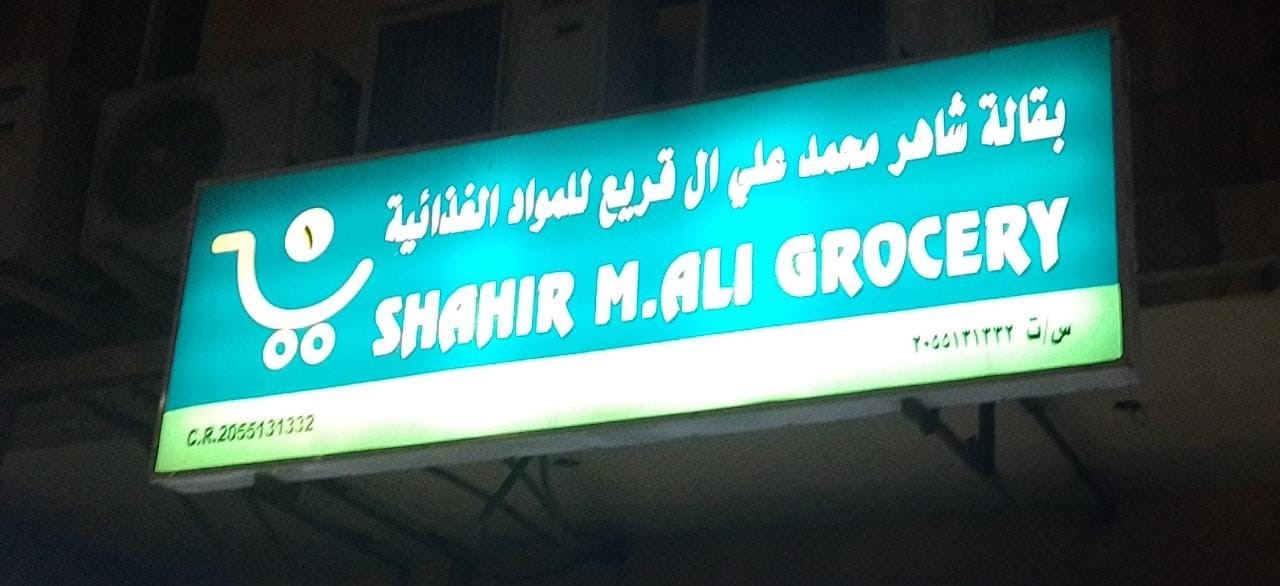 بقالة شاهر محمد علي ال قريع للمواد الغذائية
SHAHIR M.ALI GROCERY
س/ت ٢٠٥٥١٣١٣٣٢
C.R.2055131332